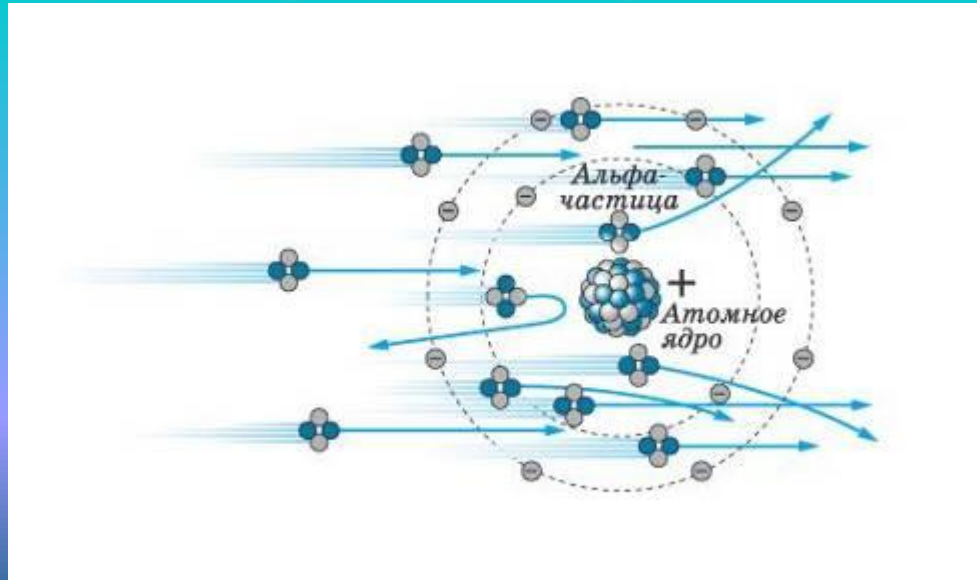 Альфа-
частица
+
Атомное
ядро